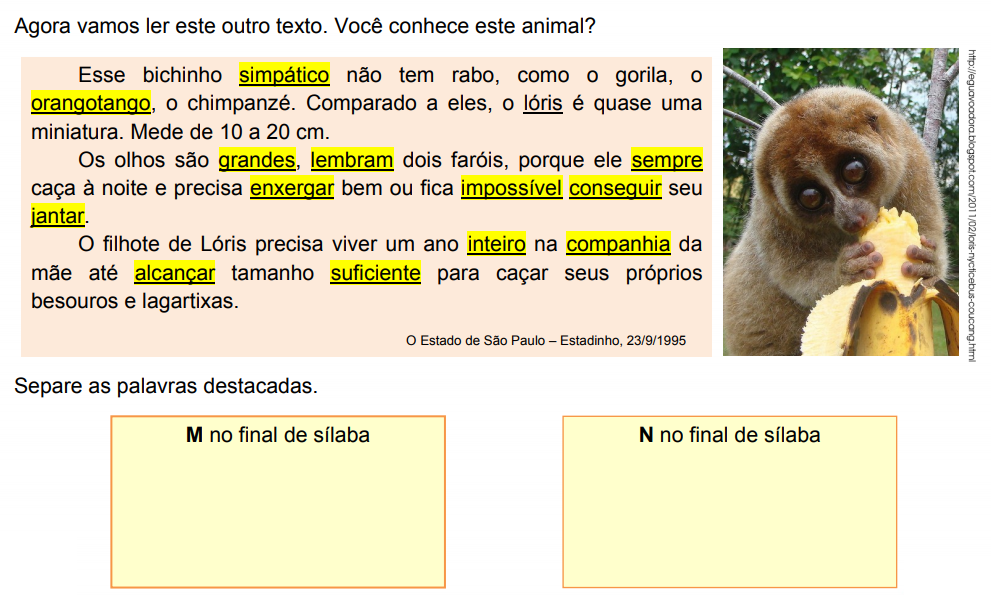 Agora vamos ler este outro texto. Você conhece este animal?
Esse bichinho simpático não tem rabo, como o gorila, o
orangotango, o chimpanzé. Comparado a eles, o lóris é quase uma
miniatura. Mede de 10 a 20 cm.
Os olhos são grandes, lembram dois faróis, porque ele sempre
caça à noite e precisa enxergar bem ou fica impossível conseguir seu
jantar.
O filhote de Lóris precisa viver um ano inteiro na companhia da
mãe até alcançar tamanho suficiente para caçar seus próprios
besouros e lagartixas.
O Estado de São Paulo – Estadinho, 23/9/1995
http://eguavoadora.blogspot.com/2011/02/loris-nycticebus-coucang.html
Separe as palavras destacadas.
M no final de sílaba
N no final de sílaba